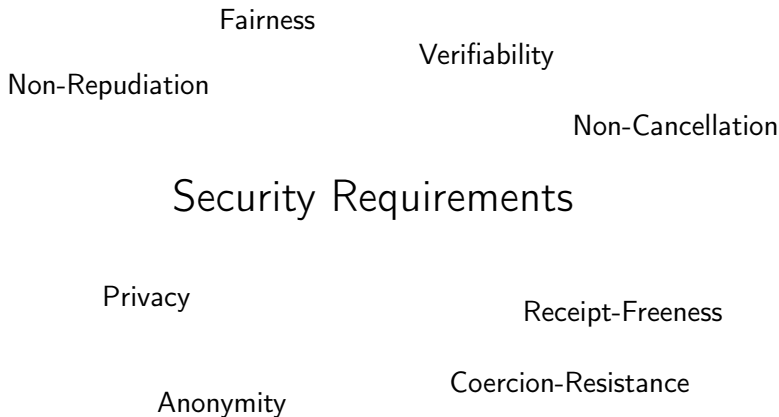 Fairness
Verifiability
Non-Repudiation
Non-Cancellation
Security Requirements
Privacy
Receipt-Freeness
Coercion-Resistance
Anonymity